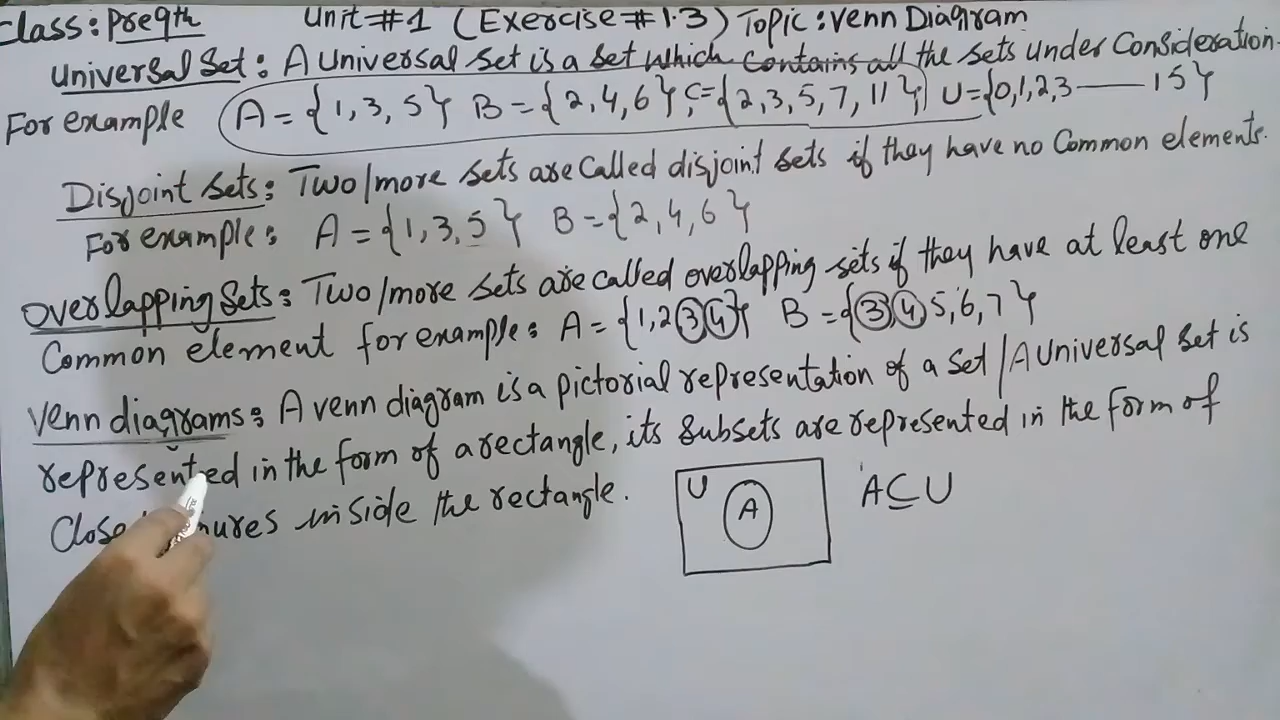 Class: Pre9th Unit #1 (Exercise #1.3) Topic: Venn Diagram
Universal Set: A Universal set is a set which contains all the sets under Consideration.
For example A = {1, 3, 5} B = {2, 4, 6}, C = {2, 3, 5, 7, 11} U = {0, 1, 2, 3 —— 15}
Disjoint Sets: Two/more sets are called disjoint sets if they have no Common elements.
For example: A = {1, 3, 5} B = {2, 4, 6}
Overlapping Sets: Two/more sets are called overlapping sets if they have at least one
Common element for example: A = {1, 2 3 4} B = {3, 4 5, 6, 7}
Venn diagrams: A venn diagram is a pictorial representation of a set/A Universal set is
represented in the form of a rectangle, its subsets are represented in the form of
inside the rectangle.
U A A ⊆ U